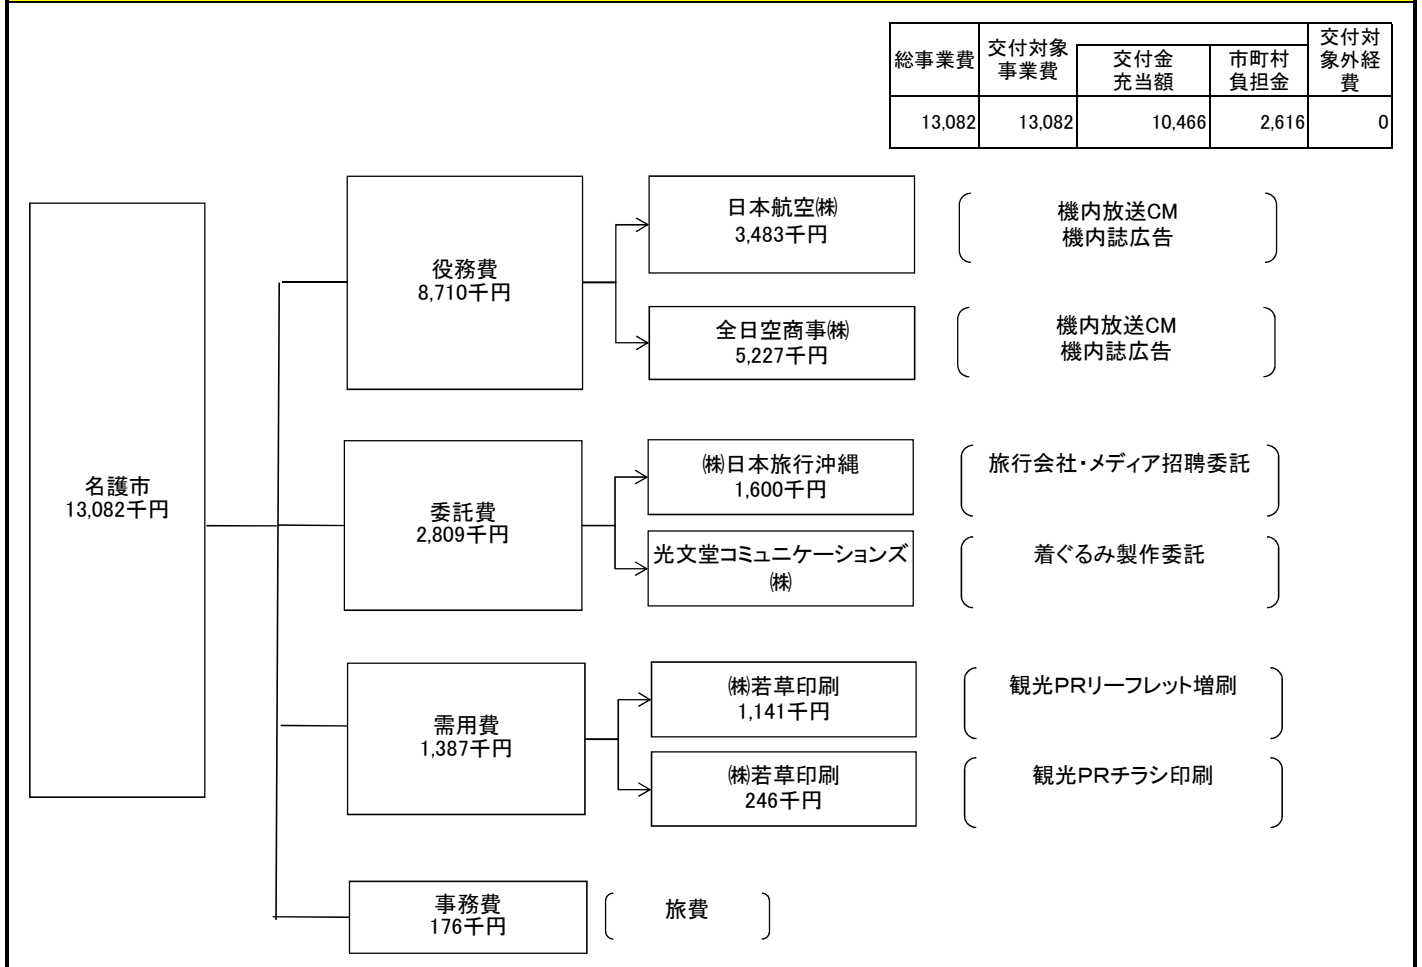 総事業費
交付対象
事業費
交付金
充当額
市町村
負担金
交付対
象外経
費
13,082
13,082
10,466
2,616
0
名護市
13,082千円
役務費
8,710千円
日本航空㈱
3,483千円
機内放送CM
機内誌広告
全日空商事㈱
5,227千円
機内放送CM
機内誌広告
委託費
2,809千円
㈱日本旅行沖縄
1,600千円
旅行会社・メディア招聘委託
光文堂コミュニケーションズ
㈱
着ぐるみ製作委託
需用費
1,387千円
㈱若草印刷
1,141千円
観光PRリーフレット増刷
㈱若草印刷
246千円
観光PRチラシ印刷
事務費
176千円
旅費